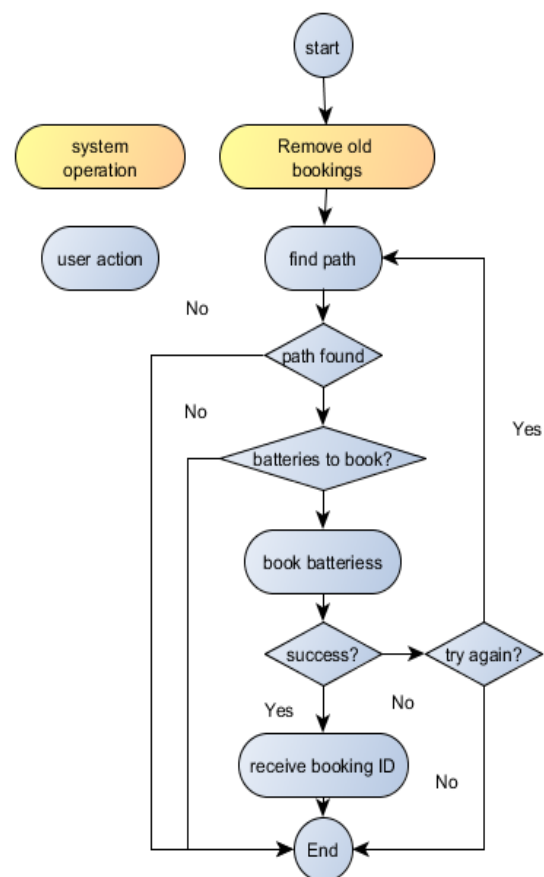 start
system
operation
Remove old
bookings
user action
find path
No
path found
No
Yes
batteries to book?
book batteriess
success?
try again?
Yes
No
receive booking ID
No
End